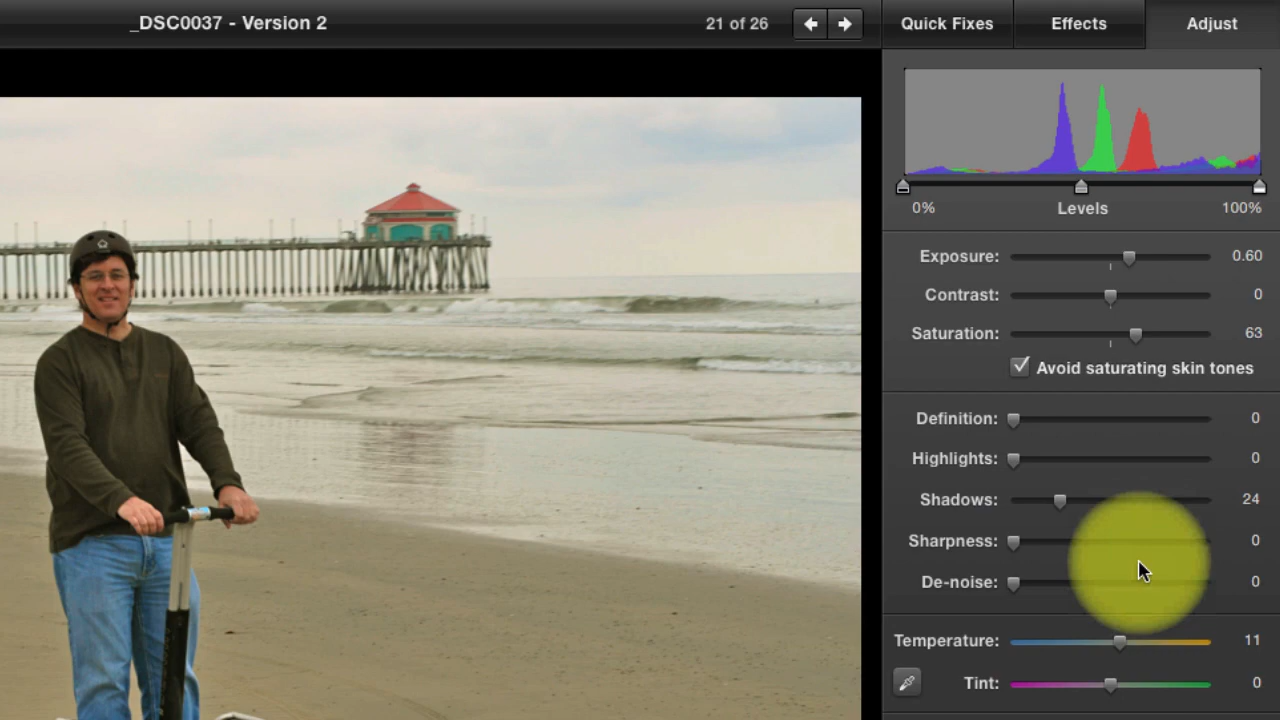 _DSC0037 - Version 2
21 of 26
Quick Fixes
Effects
Adjust
0%
Levels
100%
Exposure: 0.60
Contrast: 0
Saturation: 63
Avoid saturating skin tones
Definition: 0
Highlights: 0
Shadows: 24
Sharpness: 0
De-noise: 0
Temperature: 11
Tint: 0